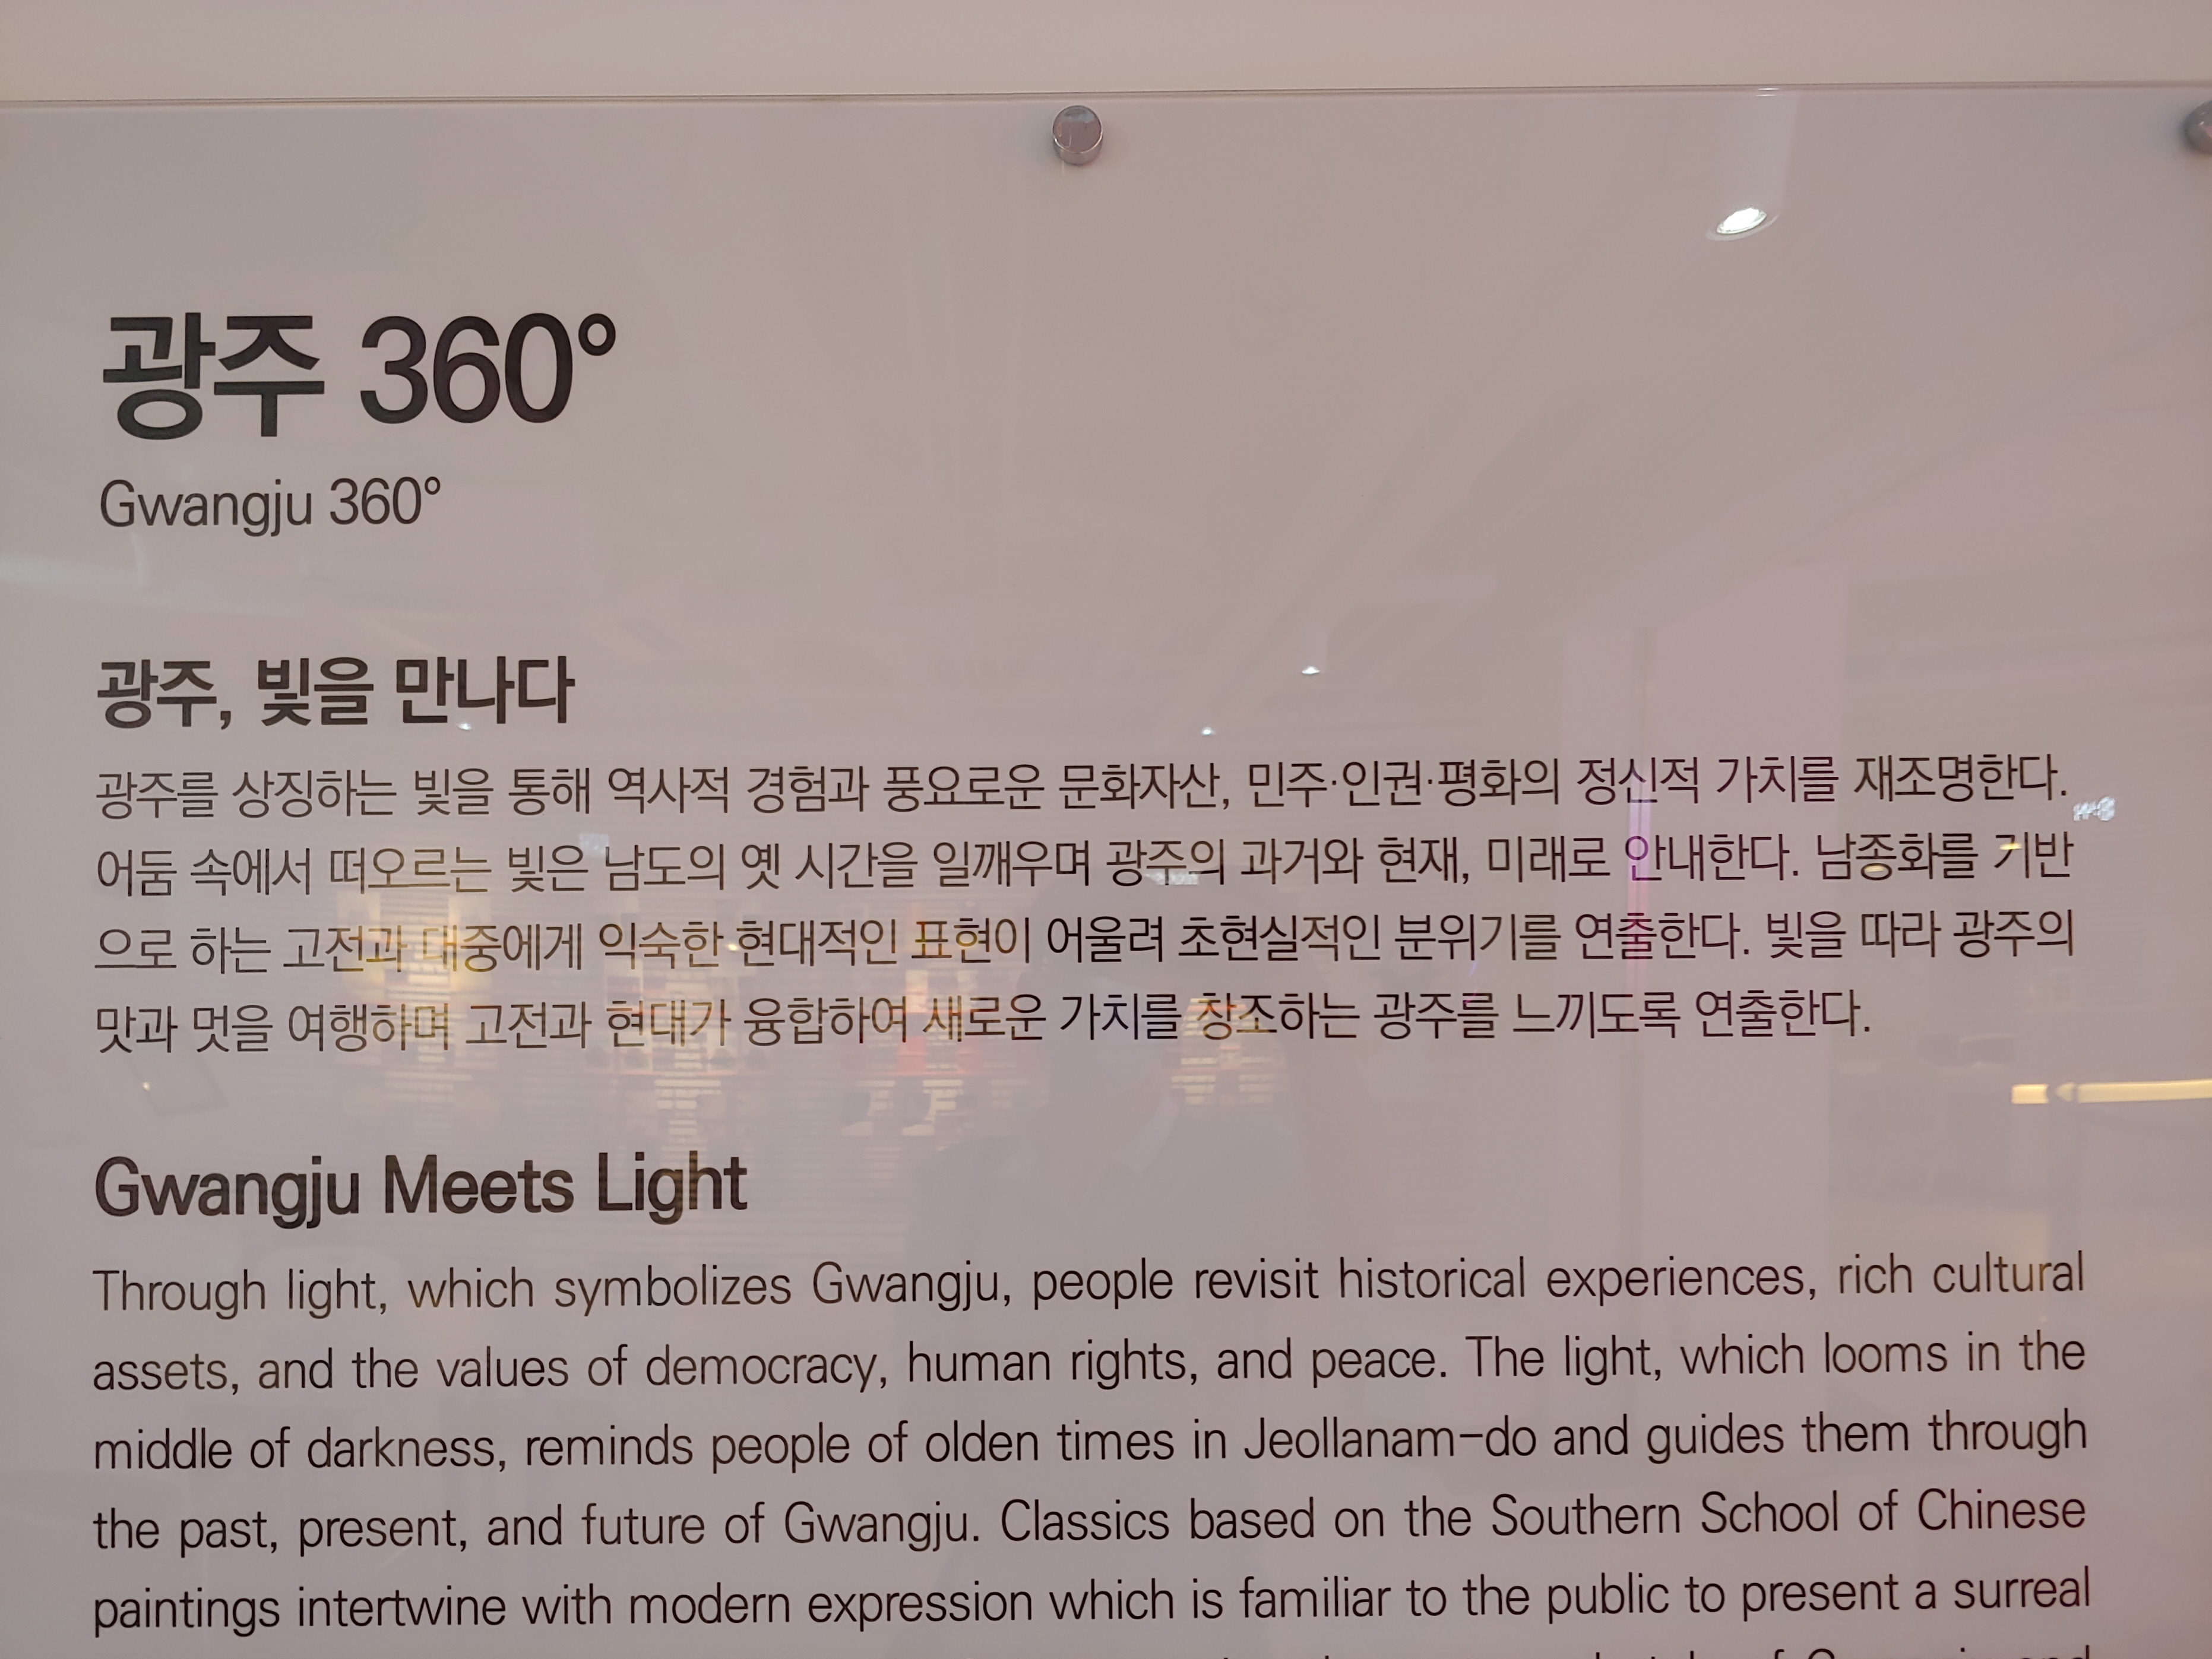 광주 360°
Gwangju 360°
광주, 빛을 만나다
광주를 상징하는 빛을 통해 역사적 경험과 풍요로운 문화자산, 민주·인권·평화의 정신적 가치를 재조명한다.
어둠 속에서 떠오르는 빛은 남도의 옛 시간을 일깨우며 광주의 과거와 현재, 미래로 안내한다. 남종화를 기반
으로 하는 고전과 대중에게 익숙한 현대적인 표현이 어울려 초현실적인 분위기를 연출한다. 빛을 따라 광주의
맛과 멋을 여행하며 고전과 현대가 융합하여 새로운 가치를 창조하는 광주를 느끼도록 연출한다.
Gwangju Meets Light
Through light, which symbolizes Gwangju, people revisit historical experiences, rich cultural
assets, and the values of democracy, human rights, and peace. The light, which looms in the
middle of darkness, reminds people of olden times in Jeollanam-do and guides them through
the past, present, and future of Gwangju. Classics based on the Southern School of Chinese
paintings intertwine with modern expression which is familiar to the public to present a surreal